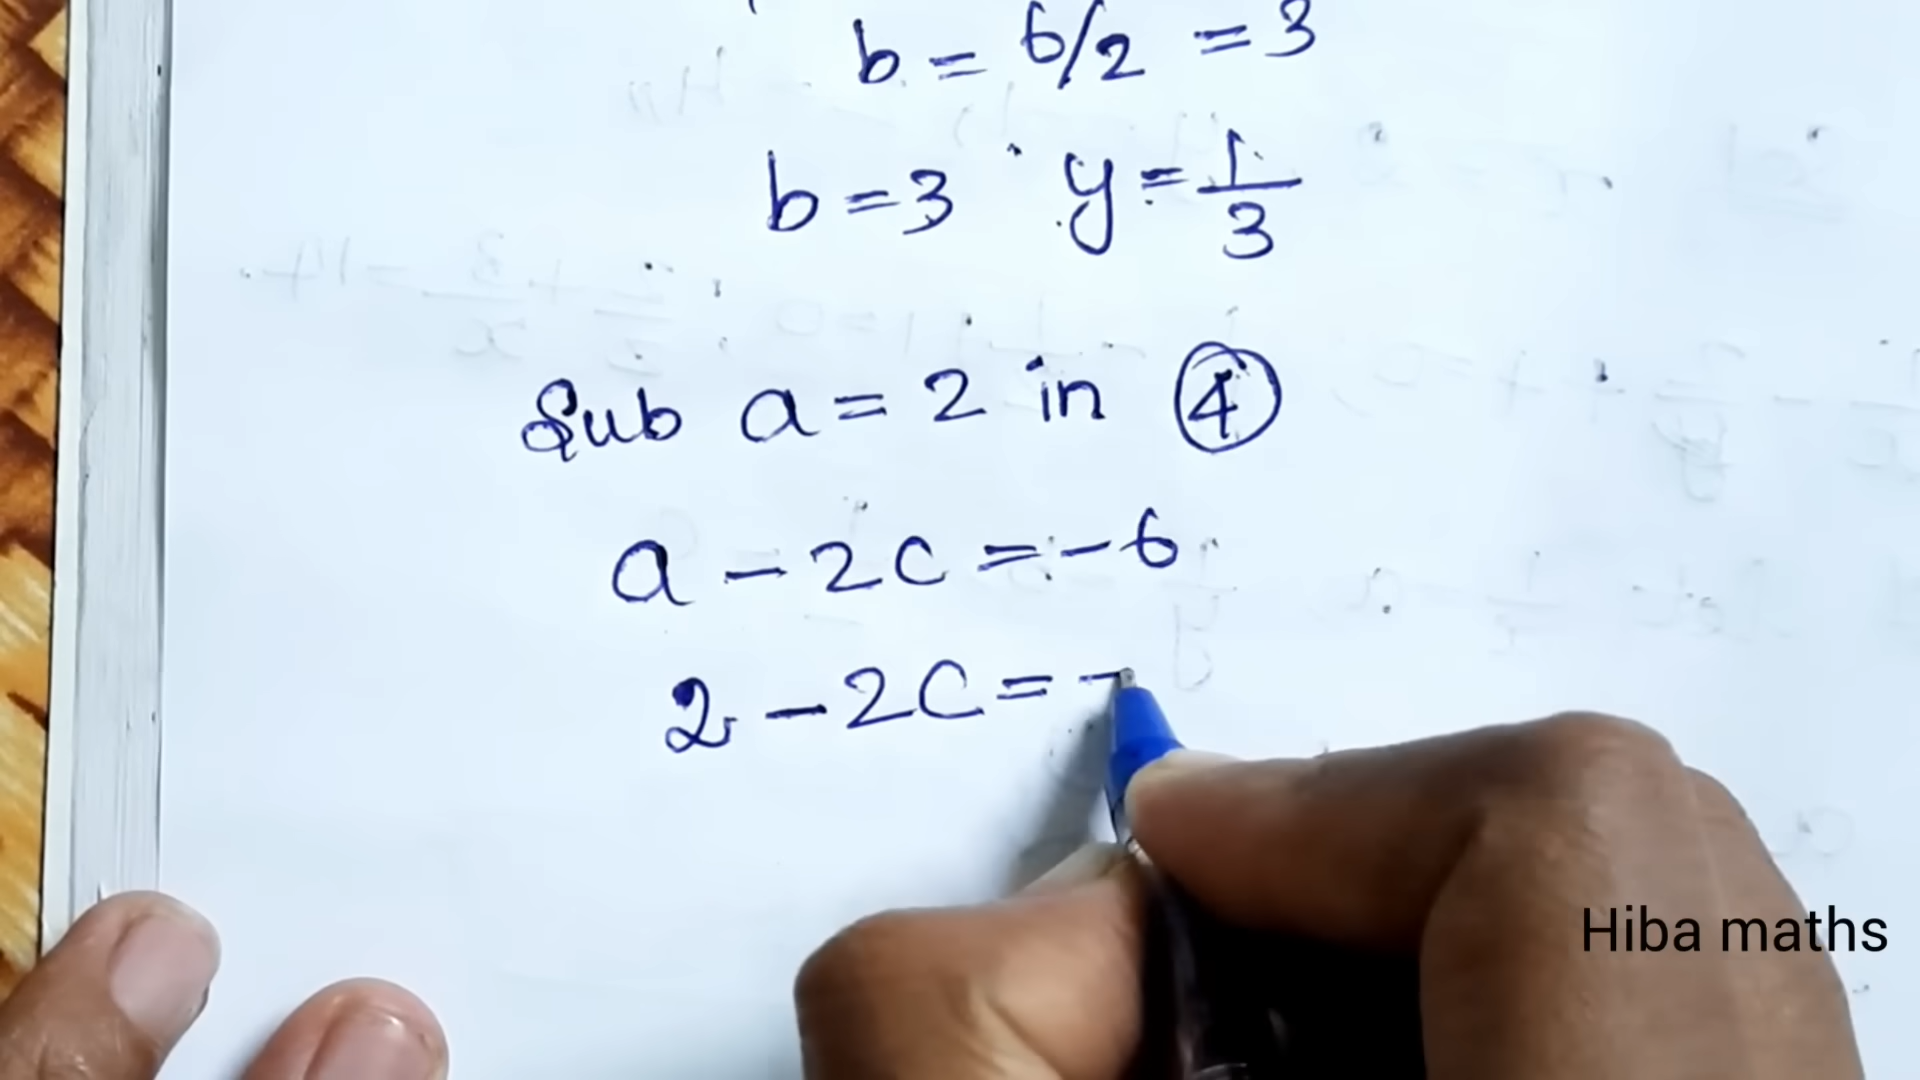 b = 6/2 = 3
b = 3 y = 1/3
Sub a = 2 in ④
a - 2c = -6
2 - 2c = -
Hiba maths